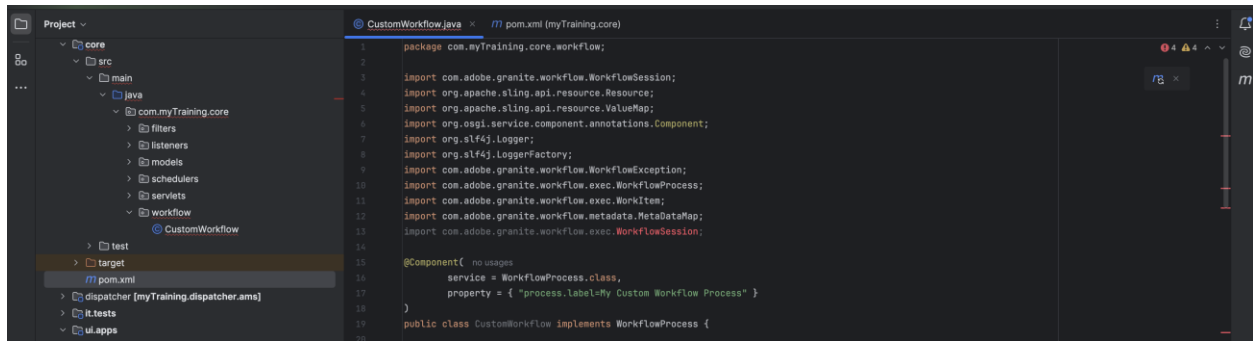 Project
CustomWorkflow.java
pom.xml (myTraining.core)
core
src
main
java
com.myTraining.core
filters
listeners
models
schedulers
servlets
workflow
CustomWorkflow
test
target
pom.xml
dispatcher [myTraining.dispatcher.ams]
it.tests
ui.apps
4 4
1 package com.myTraining.core.workflow;
2
3 import com.adobe.granite.workflow.WorkflowSession;
4 import org.apache.sling.api.resource.Resource;
5 import org.apache.sling.api.resource.ValueMap;
6 import org.osgi.service.component.annotations.Component;
7 import org.slf4j.Logger;
8 import org.slf4j.LoggerFactory;
9 import com.adobe.granite.workflow.WorkflowException;
10 import com.adobe.granite.workflow.exec.WorkflowProcess;
11 import com.adobe.granite.workflow.exec.WorkItem;
12 import com.adobe.granite.workflow.metadata.MetaDataMap;
13 import com.adobe.granite.workflow.exec.WorkflowSession;
14
15 @Component( no usages
16 service = WorkflowProcess.class,
17 property = { "process.label=My Custom Workflow Process" }
18 )
19 public class CustomWorkflow implements WorkflowProcess {
20